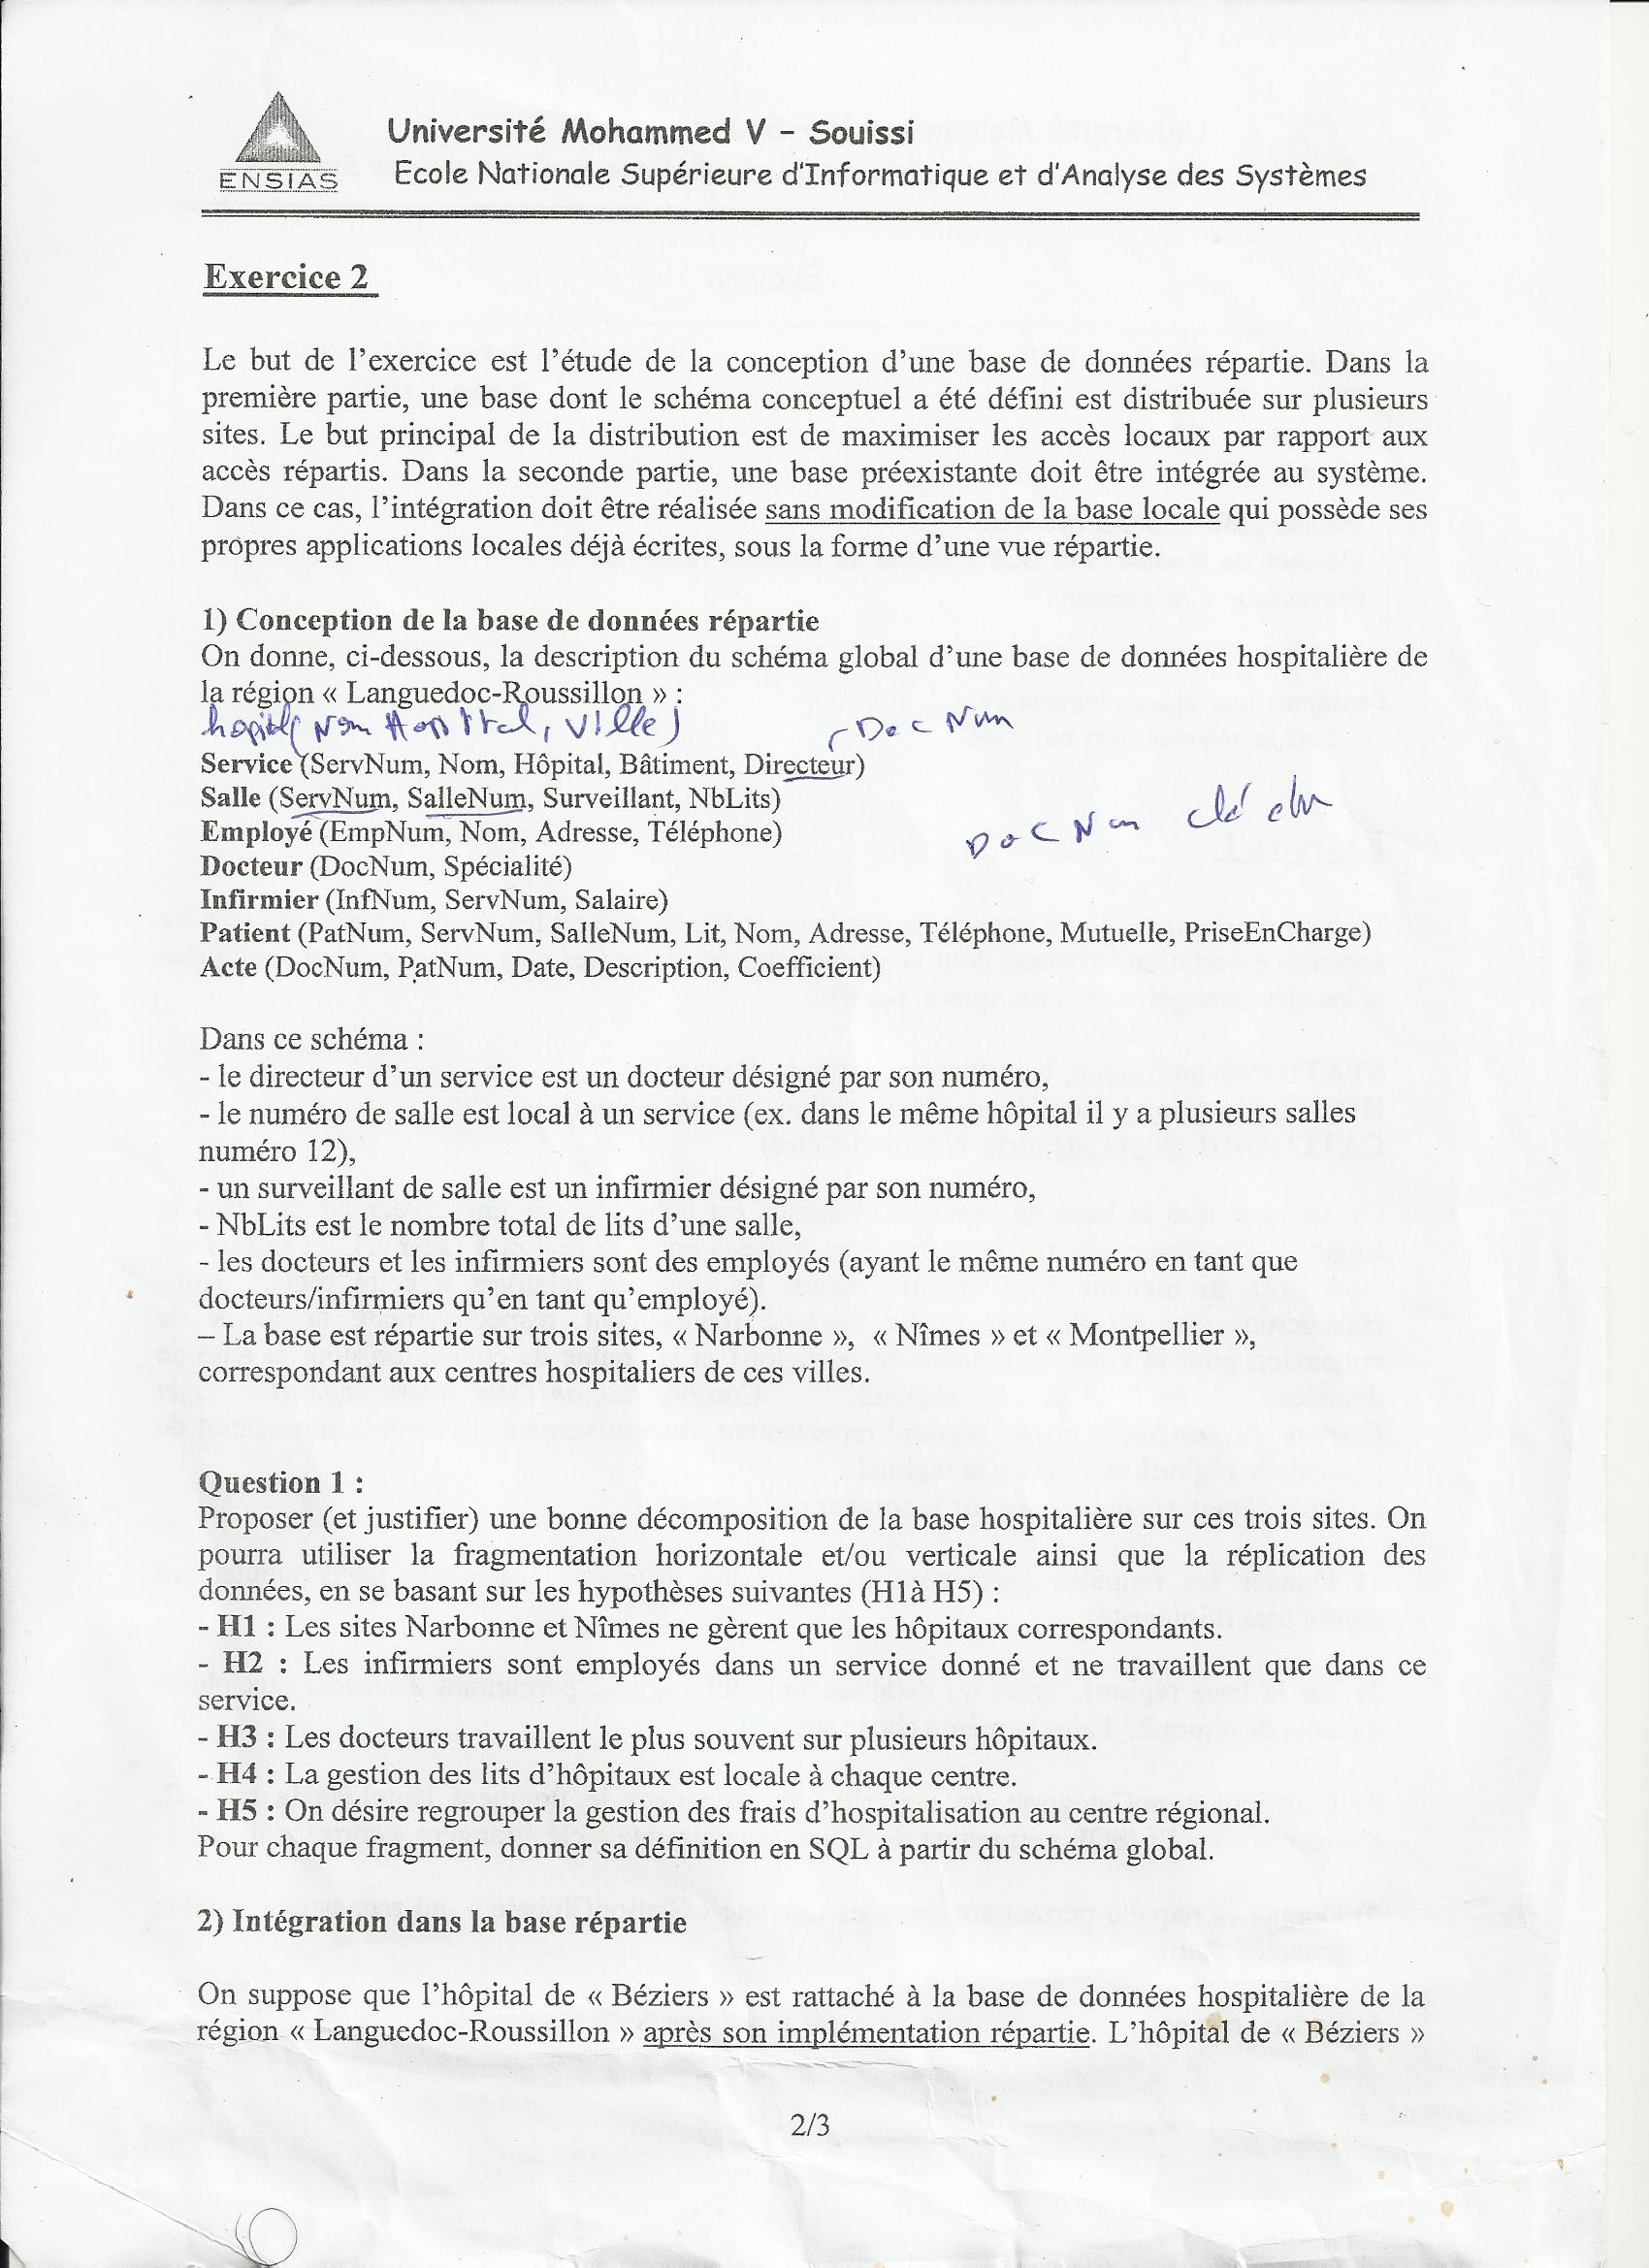 ENSIAS
Université Mohammed V – Souissi
Ecole Nationale Supérieure d'Informatique et d'Analyse des Systèmes
Exercice 2
Le but de l'exercice est l'étude de la conception d'une base de données répartie. Dans la
première partie, une base dont le schéma conceptuel a été défini est distribuée sur plusieurs
sites. Le but principal de la distribution est de maximiser les accès locaux par rapport aux
accès répartis. Dans la seconde partie, une base préexistante doit être intégrée au système.
Dans ce cas, l'intégration doit être réalisée sans modification de la base locale qui possède ses
propres applications locales déjà écrites, sous la forme d'une vue répartie.
1) Conception de la base de données répartie
On donne, ci-dessous, la description du schéma global d'une base de données hospitalière de
la région « Languedoc-Roussillon » :
hopital( Nom Hopital, Ville)
DocNum
Service (ServNum, Nom, Hôpital, Bâtiment, Directeur)
Salle (ServNum, SalleNum, Surveillant, NbLits)
Employé (EmpNum, Nom, Adresse, Téléphone)
DocNum clé
Docteur (DocNum, Spécialité)
Infirmier (InfNum, ServNum, Salaire)
Patient (PatNum, ServNum, SalleNum, Lit, Nom, Adresse, Téléphone, Mutuelle, PriseEnCharge)
Acte (DocNum, PatNum, Date, Description, Coefficient)
Dans ce schéma :
- le directeur d'un service est un docteur désigné par son numéro,
- le numéro de salle est local à un service (ex. dans le même hôpital il y a plusieurs salles
numéro 12),
- un surveillant de salle est un infirmier désigné par son numéro,
- NbLits est le nombre total de lits d'une salle,
- les docteurs et les infirmiers sont des employés (ayant le même numéro en tant que
docteurs/infirmiers qu'en tant qu'employé).
– La base est répartie sur trois sites, « Narbonne », « Nîmes » et « Montpellier »,
correspondant aux centres hospitaliers de ces villes.
Question 1 :
Proposer (et justifier) une bonne décomposition de la base hospitalière sur ces trois sites. On
pourra utiliser la fragmentation horizontale et/ou verticale ainsi que la réplication des
données, en se basant sur les hypothèses suivantes (H1à H5) :
- H1 : Les sites Narbonne et Nîmes ne gèrent que les hôpitaux correspondants.
- H2 : Les infirmiers sont employés dans un service donné et ne travaillent que dans ce
service.
- H3 : Les docteurs travaillent le plus souvent sur plusieurs hôpitaux.
- H4 : La gestion des lits d'hôpitaux est locale à chaque centre.
- H5 : On désire regrouper la gestion des frais d'hospitalisation au centre régional.
Pour chaque fragment, donner sa définition en SQL à partir du schéma global.
2) Intégration dans la base répartie
On suppose que l'hôpital de « Béziers » est rattaché à la base de données hospitalière de la
région « Languedoc-Roussillon » après son implémentation répartie. L'hôpital de « Béziers »
2/3